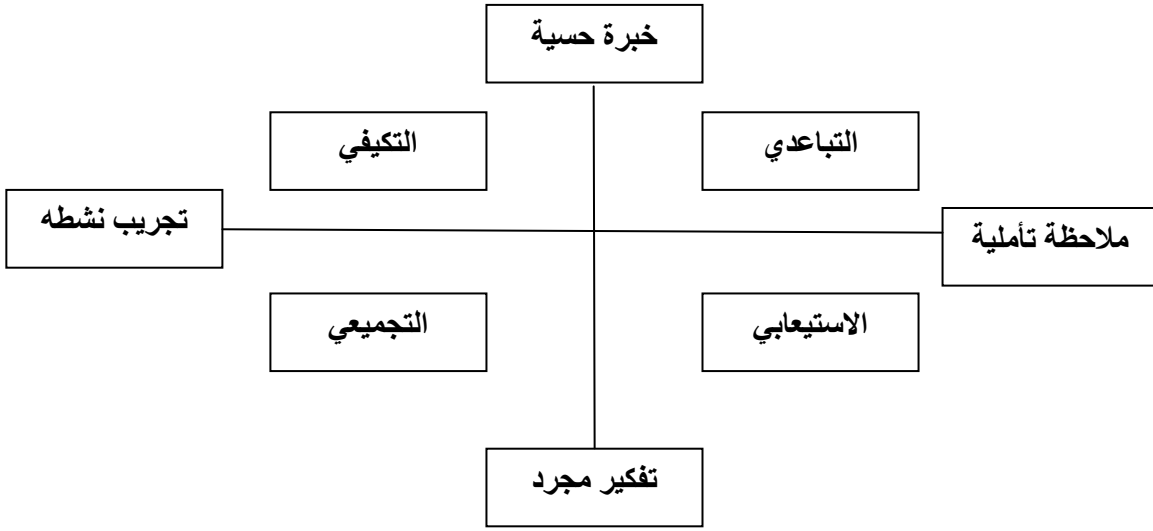 خبرة حسية
التباعدي
التكيفي
ملاحظة تأملية
تجريب نشطه
الاستيعابي
التجميعي
تفكير مجرد